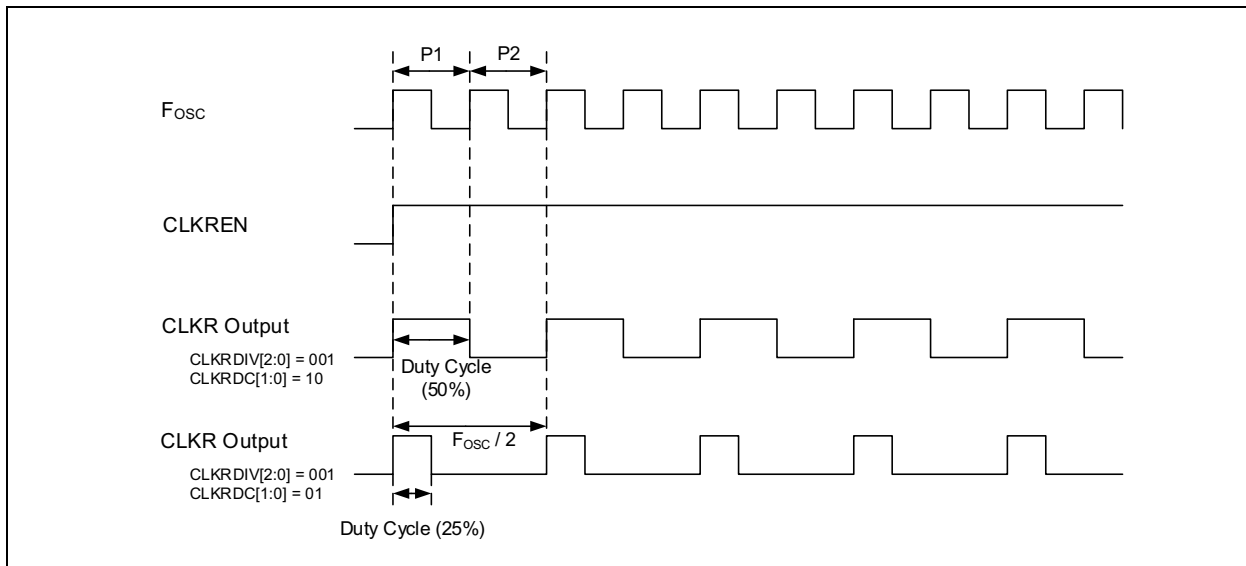 P1
P2
FOSC
CLKREN
CLKR Output
CLKRDIV[2:0] = 001
CLKRDC[1:0] = 10
Duty Cycle
(50%)
FOSC / 2
CLKR Output
CLKRDIV[2:0] = 001
CLKRDC[1:0] = 01
Duty Cycle (25%)